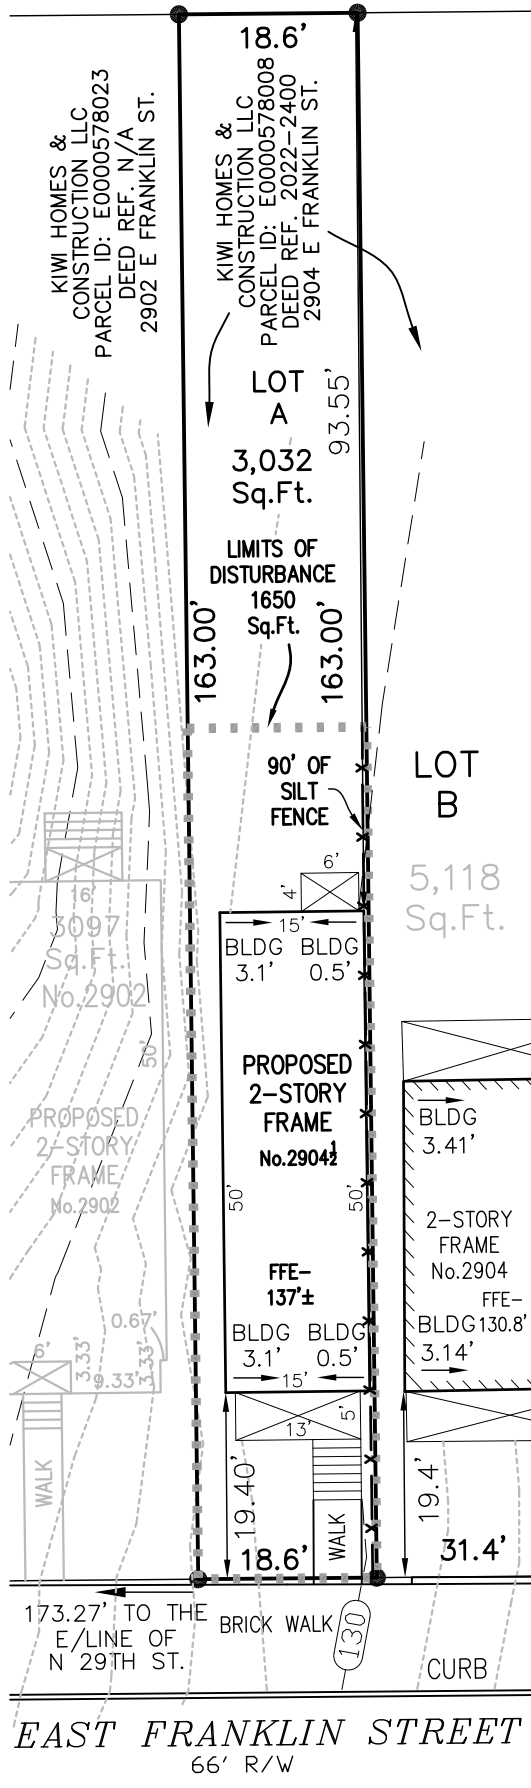 18.6'
KIWI HOMES &
CONSTRUCTION LLC
PARCEL ID: E0000578023
DEED REF. N/A
2902 E FRANKLIN ST.
KIWI HOMES &
CONSTRUCTION LLC
PARCEL ID: E0000578008
DEED REF. 2022-2400
2904 E FRANKLIN ST.
LOT
A
93.55'
3,032
Sq.Ft.
LIMITS OF
DISTURBANCE
1650
Sq.Ft.
163.00'
163.00'
90' OF
SILT
FENCE
LOT
B
5,118
Sq.Ft.
6'
4'
16'
3097
Sq.Ft.
No.2902
50'
PROPOSED
2-STORY
FRAME
No.2902
0.67'
6'
3.33'
9.33'
3.33'
WALK
15'
BLDG
3.1'
BLDG
0.5'
PROPOSED
2-STORY
FRAME
No.2904½
50'
50'
FFE-
137'±
BLDG
3.1'
BLDG
0.5'
15'
13'
5'
19.40'
WALK
18.6'
BLDG
3.41'
2-STORY
FRAME
No.2904
FFE-
130.8'
BLDG
3.14'
19.4'
31.4'
173.27' TO THE
E/LINE OF
N 29TH ST.
BRICK WALK
130
CURB
EAST FRANKLIN STREET
66' R/W